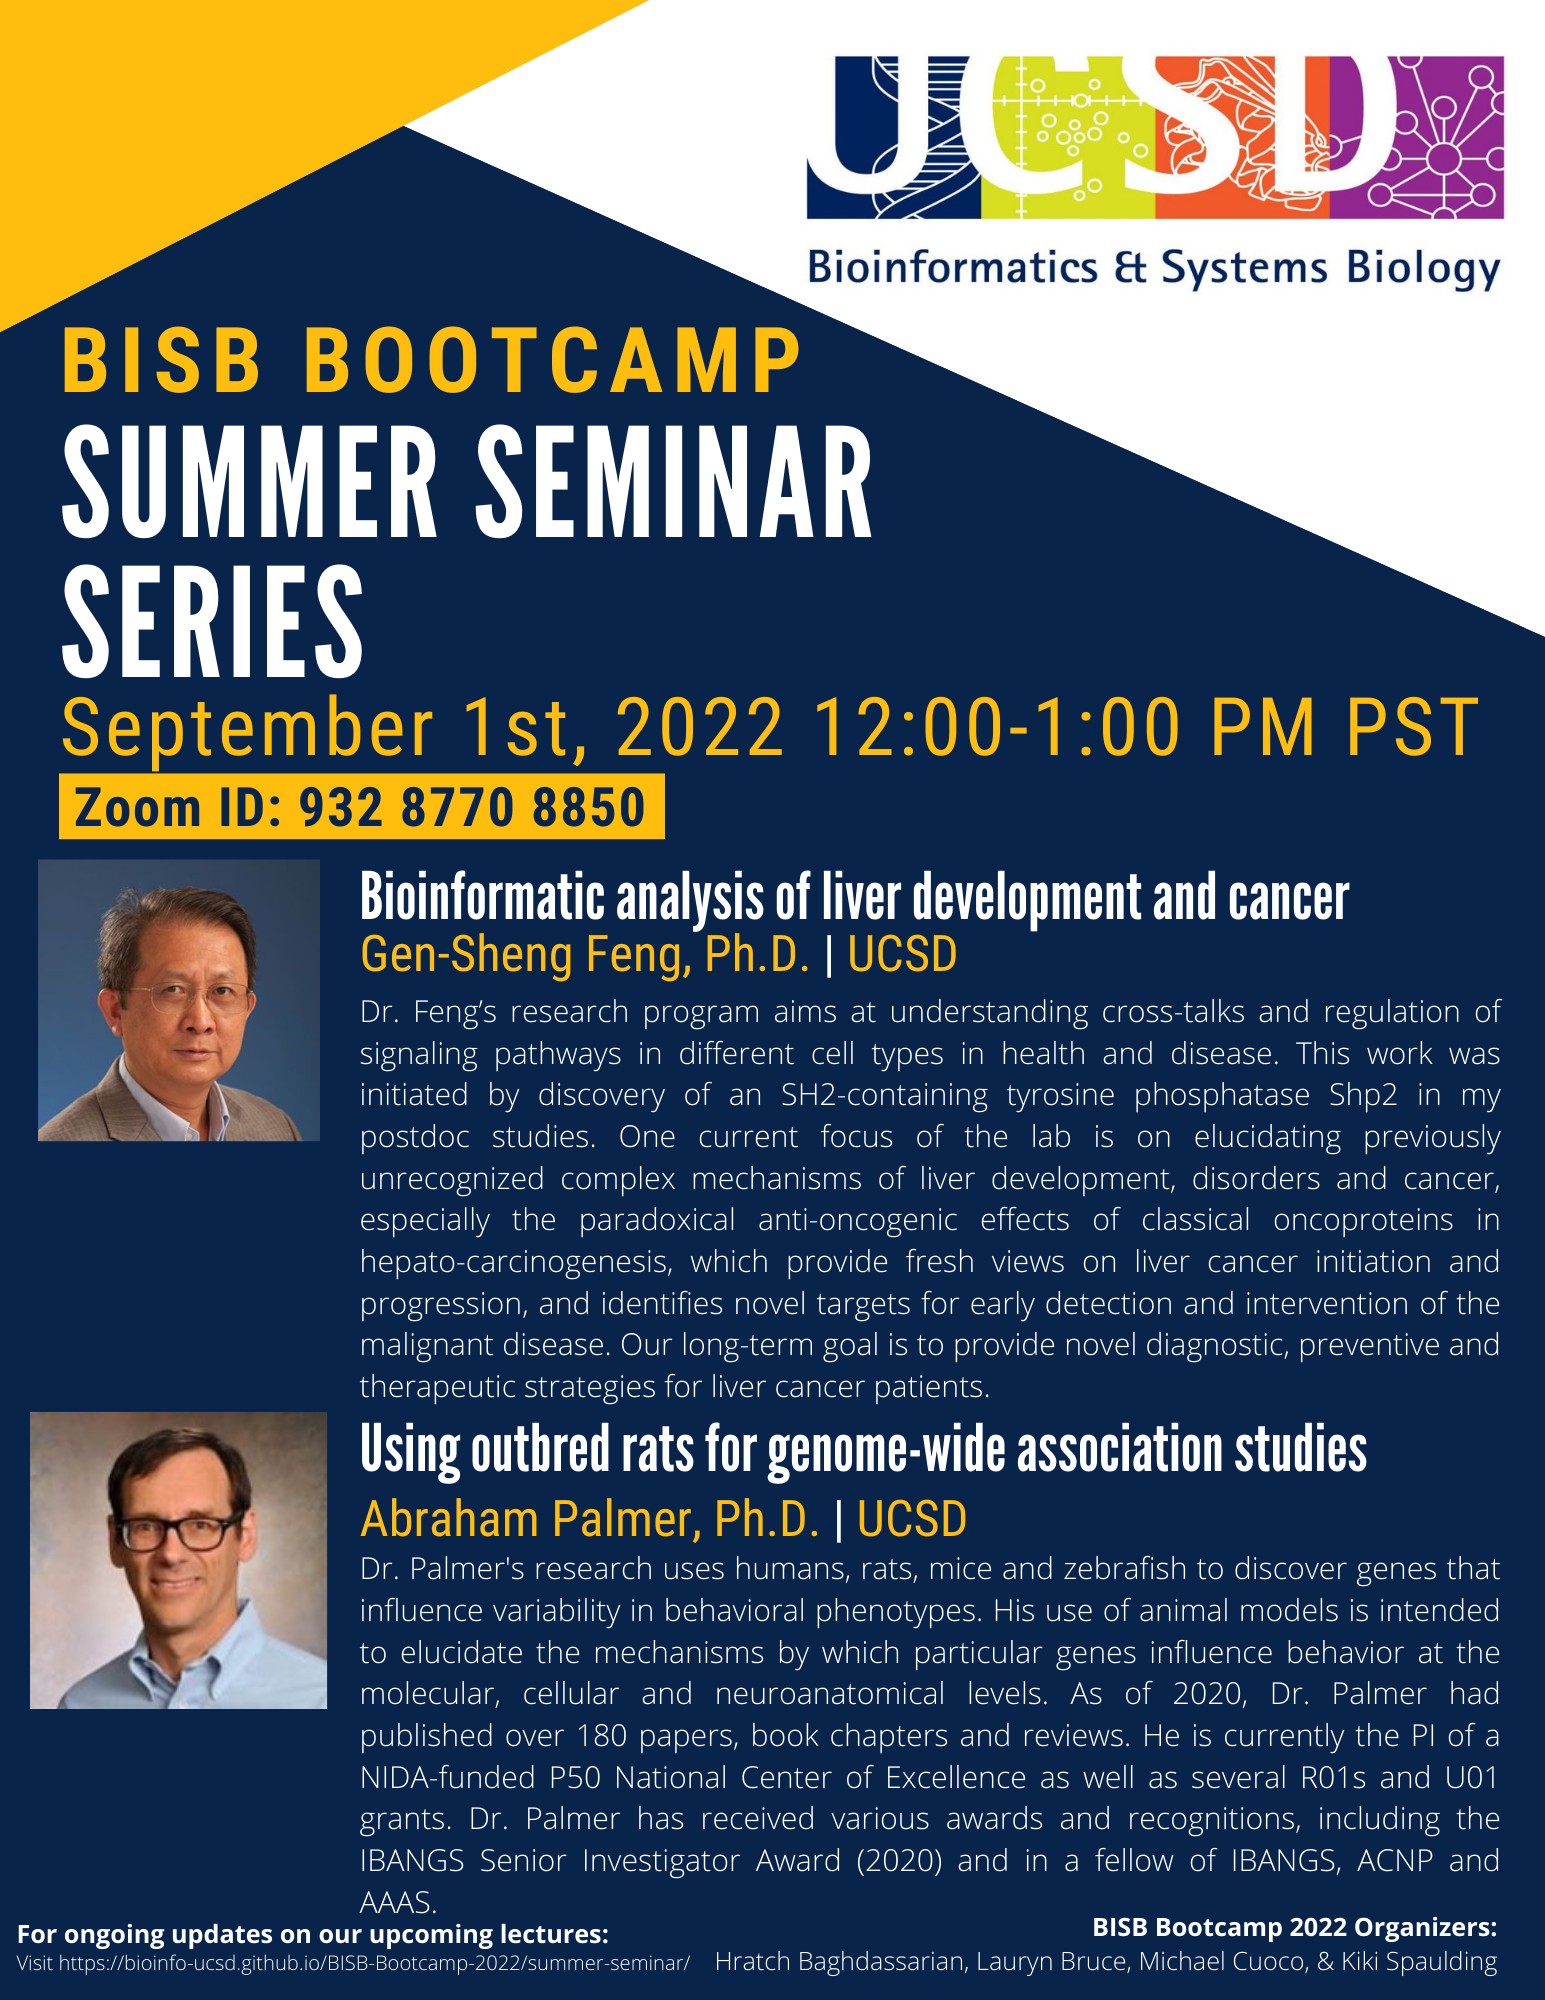 UCSD
Bioinformatics & Systems Biology
BISB BOOTCAMP
SUMMER SEMINAR
SERIES
September 1st, 2022 12:00-1:00 PM PST
Zoom ID: 932 8770 8850
Bioinformatic analysis of liver development and cancer
Gen-Sheng Feng, Ph.D. | UCSD
Dr. Feng’s research program aims at understanding cross-talks and regulation of
signaling pathways in different cell types in health and disease. This work was
initiated by discovery of an SH2-containing tyrosine phosphatase Shp2 in my
postdoc studies. One current focus of the lab is on elucidating previously
unrecognized complex mechanisms of liver development, disorders and cancer,
especially the paradoxical anti-oncogenic effects of classical oncoproteins in
hepato-carcinogenesis, which provide fresh views on liver cancer initiation and
progression, and identifies novel targets for early detection and intervention of the
malignant disease. Our long-term goal is to provide novel diagnostic, preventive and
therapeutic strategies for liver cancer patients.
Using outbred rats for genome-wide association studies
Abraham Palmer, Ph.D. | UCSD
Dr. Palmer's research uses humans, rats, mice and zebrafish to discover genes that
influence variability in behavioral phenotypes. His use of animal models is intended
to elucidate the mechanisms by which particular genes influence behavior at the
molecular, cellular and neuroanatomical levels. As of 2020, Dr. Palmer had
published over 180 papers, book chapters and reviews. He is currently the PI of a
NIDA-funded P50 National Center of Excellence as well as several R01s and U01
grants. Dr. Palmer has received various awards and recognitions, including the
IBANGS Senior Investigator Award (2020) and in a fellow of IBANGS, ACNP and
AAAS.
For ongoing updates on our upcoming lectures:
Visit https://bioinfo-ucsd.github.io/BISB-Bootcamp-2022/summer-seminar/
BISB Bootcamp 2022 Organizers:
Hratch Baghdassarian, Lauryn Bruce, Michael Cuoco, & Kiki Spaulding